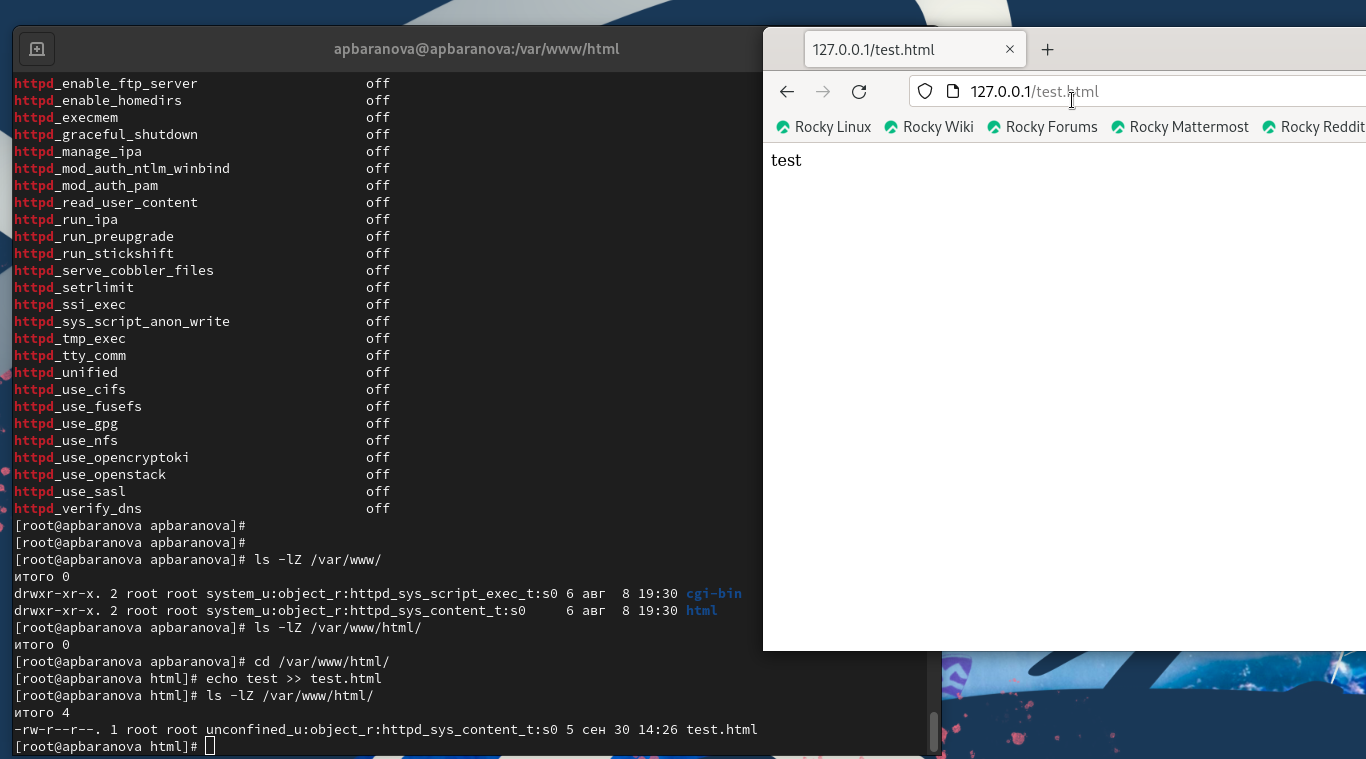 apbaranova@apbaranova:/var/www/html
httpd_enable_ftp_server off
httpd_enable_homedirs off
httpd_execmem off
httpd_graceful_shutdown off
httpd_manage_ipa off
httpd_mod_auth_ntlm_winbind off
httpd_mod_auth_pam off
httpd_read_user_content off
httpd_run_ipa off
httpd_run_preupgrade off
httpd_run_stickshift off
httpd_serve_cobbler_files off
httpd_setrlimit off
httpd_ssi_exec off
httpd_sys_script_anon_write off
httpd_tmp_exec off
httpd_tty_comm off
httpd_unified off
httpd_use_cifs off
httpd_use_fusefs off
httpd_use_gpg off
httpd_use_nfs off
httpd_use_opencryptoki off
httpd_use_openstack off
httpd_use_sasl off
httpd_verify_dns off
[root@apbaranova apbaranova]#
[root@apbaranova apbaranova]#
[root@apbaranova apbaranova]# ls -lZ /var/www/
итого 0
drwxr-xr-x. 2 root root system_u:object_r:httpd_sys_script_exec_t:s0 6 авг  8 19:30 cgi-bin
drwxr-xr-x. 2 root root system_u:object_r:httpd_sys_content_t:s0     6 авг  8 19:30 html
[root@apbaranova apbaranova]# ls -lZ /var/www/html/
итого 0
[root@apbaranova apbaranova]# cd /var/www/html/
[root@apbaranova html]# echo test >> test.html
[root@apbaranova html]# ls -lZ /var/www/html/
итого 4
-rw-r--r--. 1 root root unconfined_u:object_r:httpd_sys_content_t:s0 5 сен 30 14:26 test.html
[root@apbaranova html]#
127.0.0.1/test.html
127.0.0.1/test.html
Rocky Linux Rocky Wiki Rocky Forums Rocky Mattermost Rocky Reddit
test